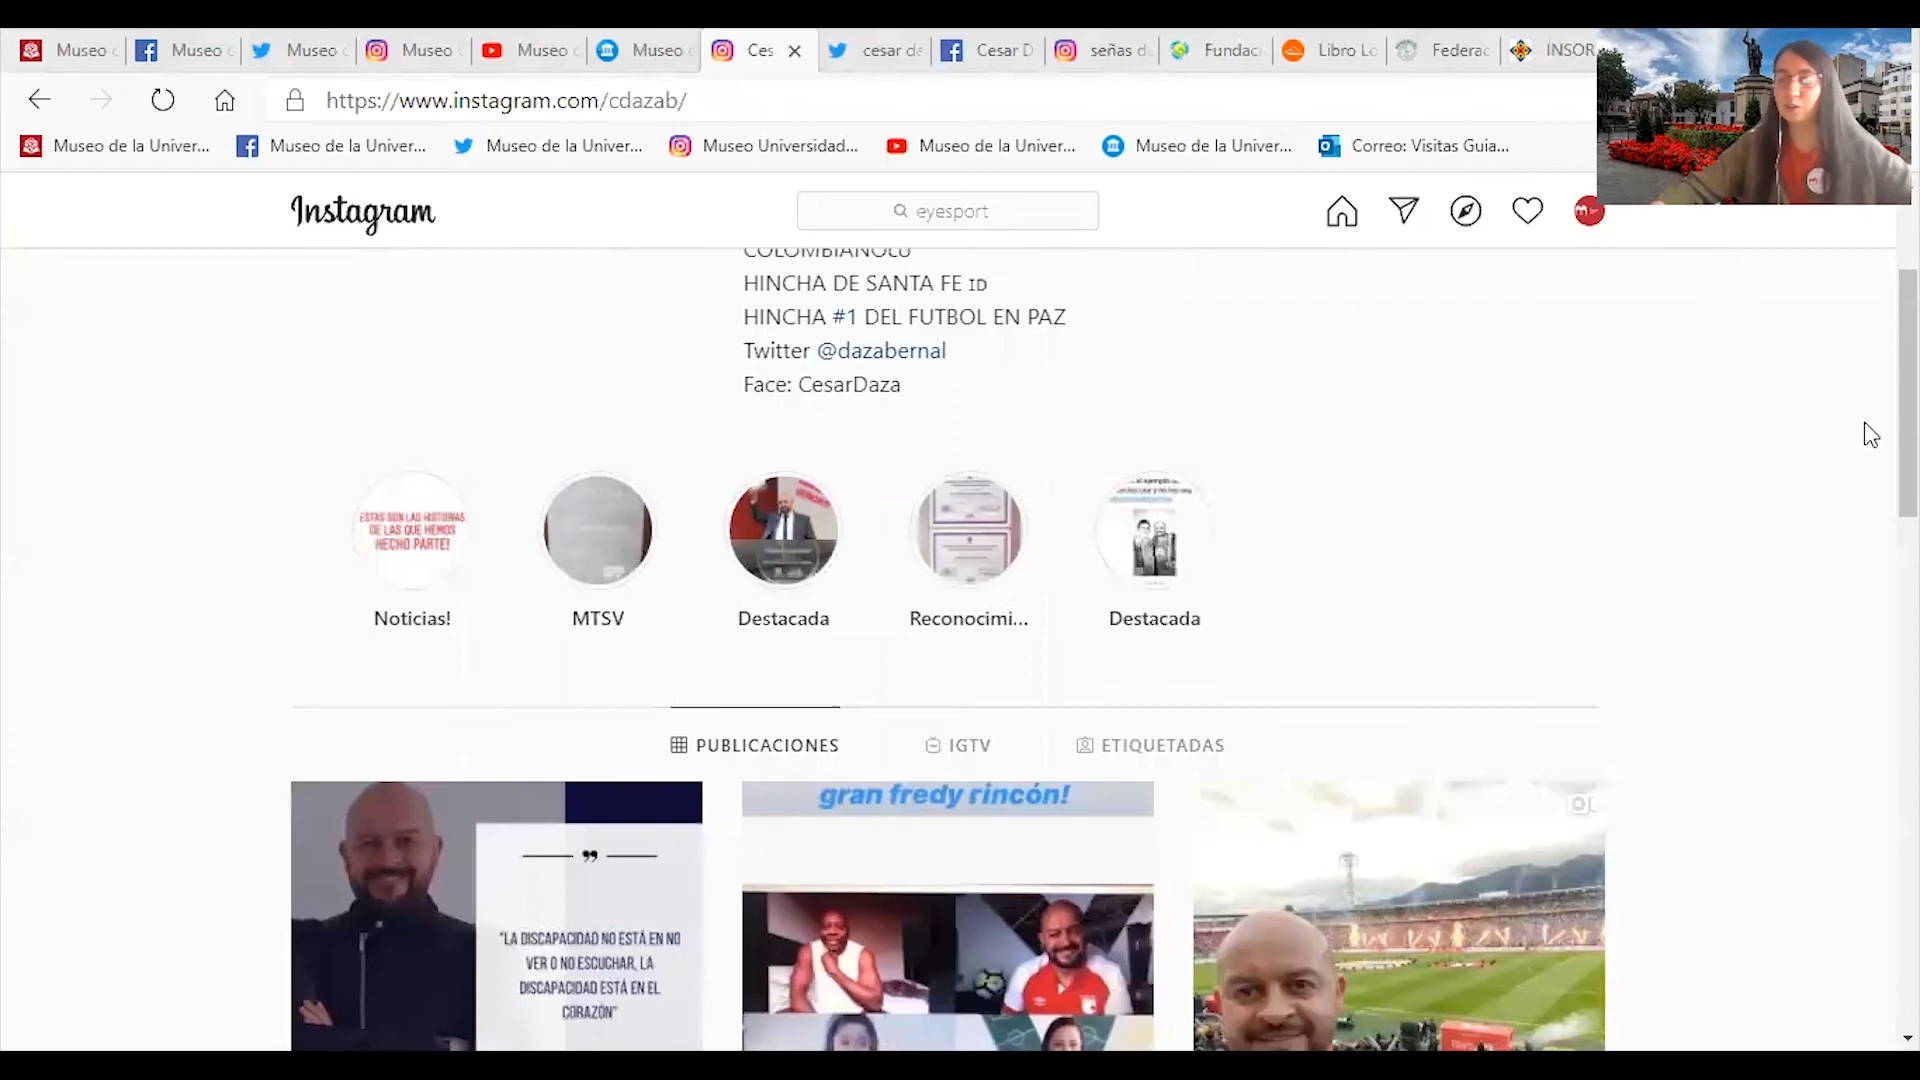 Museo
Museo
Museo
Museo
Museo
Museo
Ces
cesar da
Cesar D
señas d
Fundaci
Libro Lo
Federac
INSOR
https://www.instagram.com/cdazab/
Museo de la Univer...
Museo de la Univer...
Museo de la Univer...
Museo Universidad...
Museo de la Univer...
Museo de la Univer...
Correo: Visitas Guia...
Instagram
eyesport
HINCHA DE SANTA FE ID
HINCHA #1 DEL FUTBOL EN PAZ
Twitter @dazabernal
Face: CesarDaza
ESTAS SON LAS HISTORIAS
DE LAS QUE HEMOS
HECHO PARTE!
Noticias!
MTSV
Destacada
Reconocimi...
Destacada
PUBLICACIONES
IGTV
ETIQUETADAS
gran fredy rincón!
"LA DISCAPACIDAD NO ESTÁ EN NO
VER O NO ESCUCHAR, LA
DISCAPACIDAD ESTÁ EN EL
CORAZÓN"